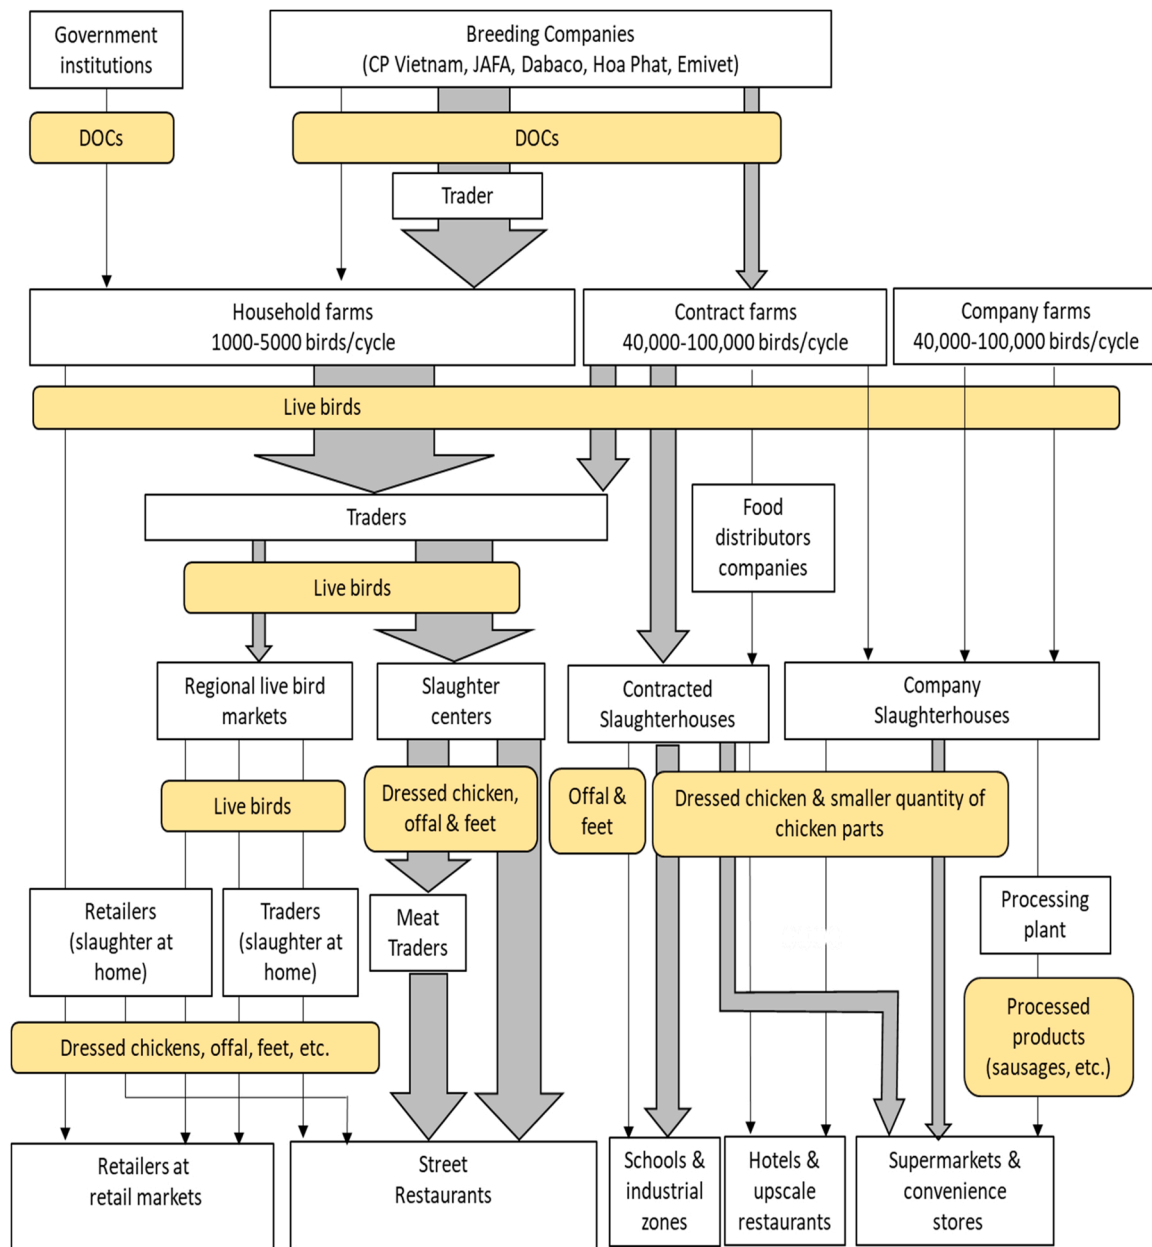 Government
institutions
Breeding Companies
(CP Vietnam, JAFA, Dabaco, Hoa Phat, Emivet)
DOCs
DOCs
Trader
Household farms
1000-5000 birds/cycle
Contract farms
40,000-100,000 birds/cycle
Company farms
40,000-100,000 birds/cycle
Live birds
Traders
Food
distributors
companies
Live birds
Regional live bird
markets
Slaughter
centers
Contracted
Slaughterhouses
Company
Slaughterhouses
Live birds
Dressed chicken,
offal & feet
Offal &
feet
Dressed chicken & smaller quantity of
chicken parts
Retailers
(slaughter at
home)
Traders
(slaughter at
home)
Meat
Traders
Processing
plant
Dressed chickens, offal, feet, etc.
Processed
products
(sausages, etc.)
Retailers at
retail markets
Street
Restaurants
Schools &
industrial
zones
Hotels &
upscale
restaurants
Supermarkets &
convenience
stores